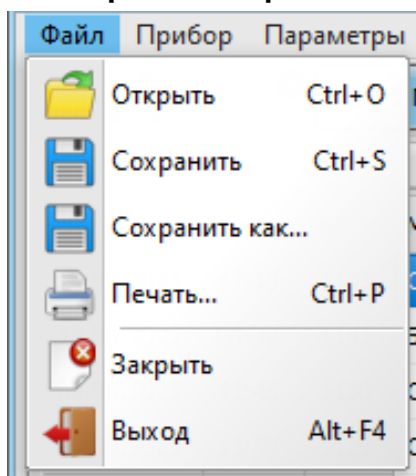 Файл Прибор Параметры
Открыть Ctrl+O
Сохранить Ctrl+S
Сохранить как...
Печать... Ctrl+P
Закрыть
Выход Alt+F4